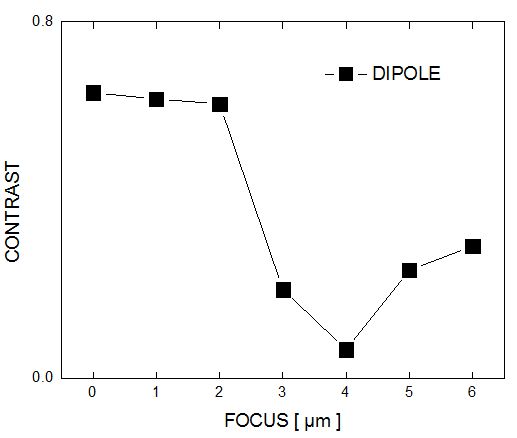 0.8
DIPOLE
CONTRAST
0.0
0 1 2 3 4 5 6
FOCUS [ µm ]